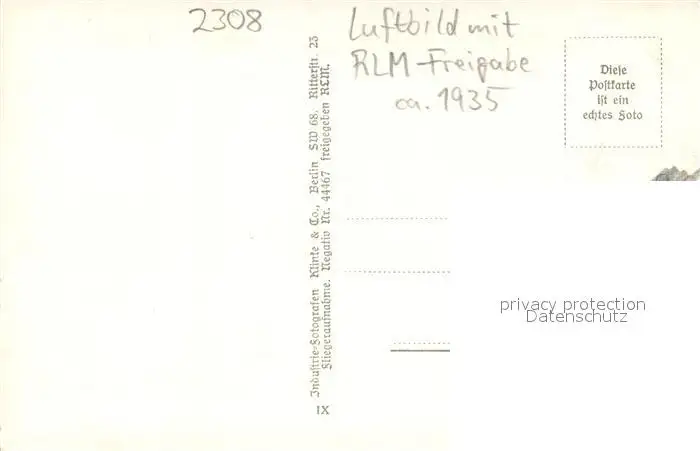 2308
Luftbild mit
RLM-Freigabe
ca. 1935
Dieſe
Poſtkarte
iſt ein
echtes Foto
Induſtrie-Fotografen Klinke & Co., Berlin SW 68, Ritterſtr. 23
Fliegeraufnahme. Negativ Nr. 44467 freigegeben RLM.
IX
privacy protection
Datenschutz